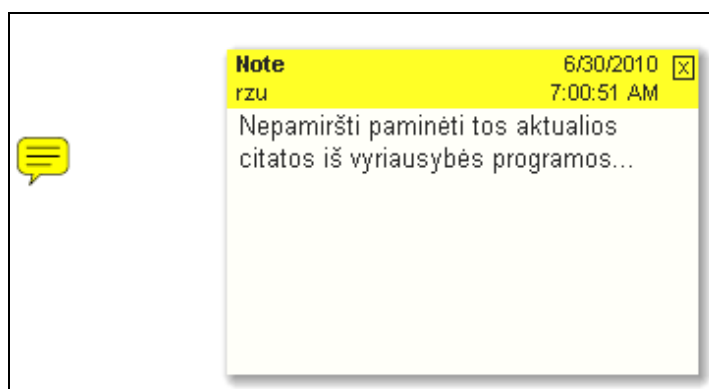 Note 6/30/2010 X
rzu 7:00:51 AM
Nepamiršti paminėti tos aktualios
citatos iš vyriausybės programos...